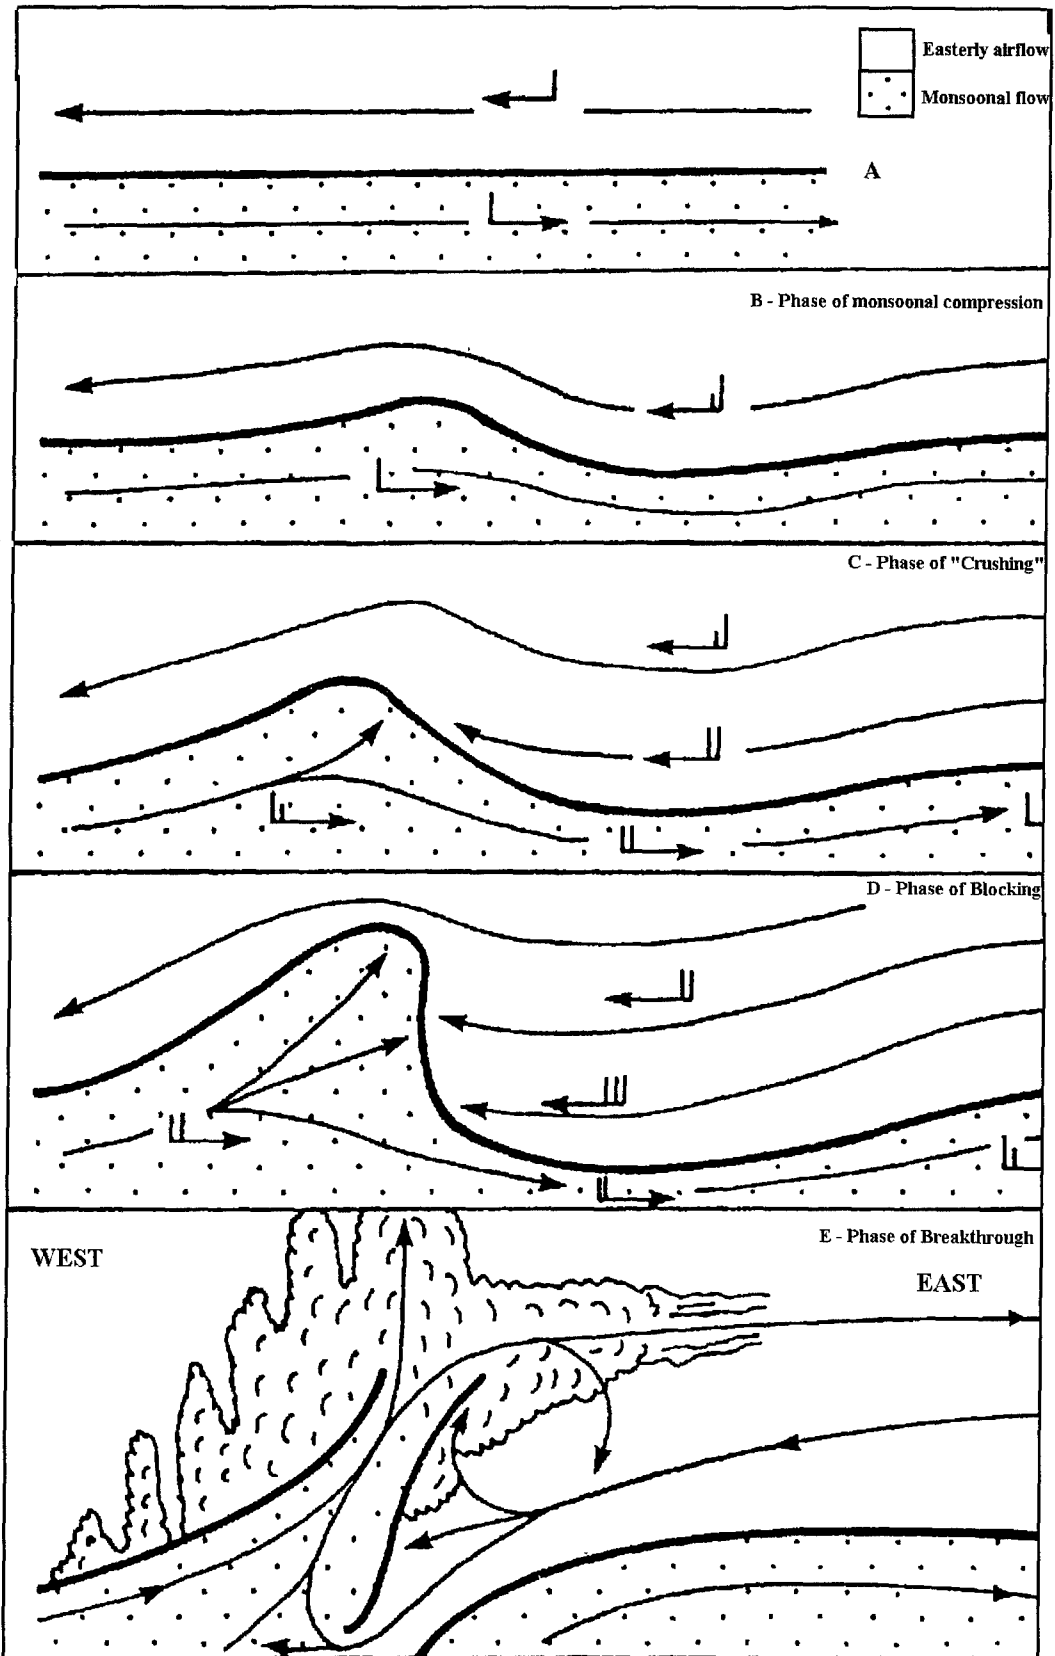 Easterly airflow
Monsoonal flow
A
B - Phase of monsoonal compression
C - Phase of "Crushing"
D - Phase of Blocking
E - Phase of Breakthrough
WEST
EAST